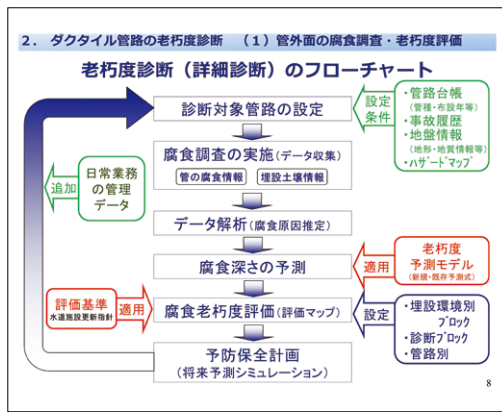 2. ダクタイル管路の老朽度診断 (1)管外面の腐食調査・老朽度評価
老朽度診断(詳細診断)のフローチャート
診断対象管路の設定
設定
条件
・管路台帳
(管種・布設年等)
・事故履歴
・地盤情報
(地形・地質情報等)
・ハザードマップ
腐食調査の実施(データ収集)
管の腐食情報
埋設土壌情報
追加
日常業務
の管理
データ
データ解析(腐食原因推定)
腐食深さの予測
適用
老朽度
予測モデル
(新規・既存予測式)
評価基準
水道施設更新指針
適用
腐食老朽度評価(評価マップ)
設定
・埋設環境別
ブロック
・診断ブロック
・管路別
予防保全計画
(将来予測シミュレーション)
8